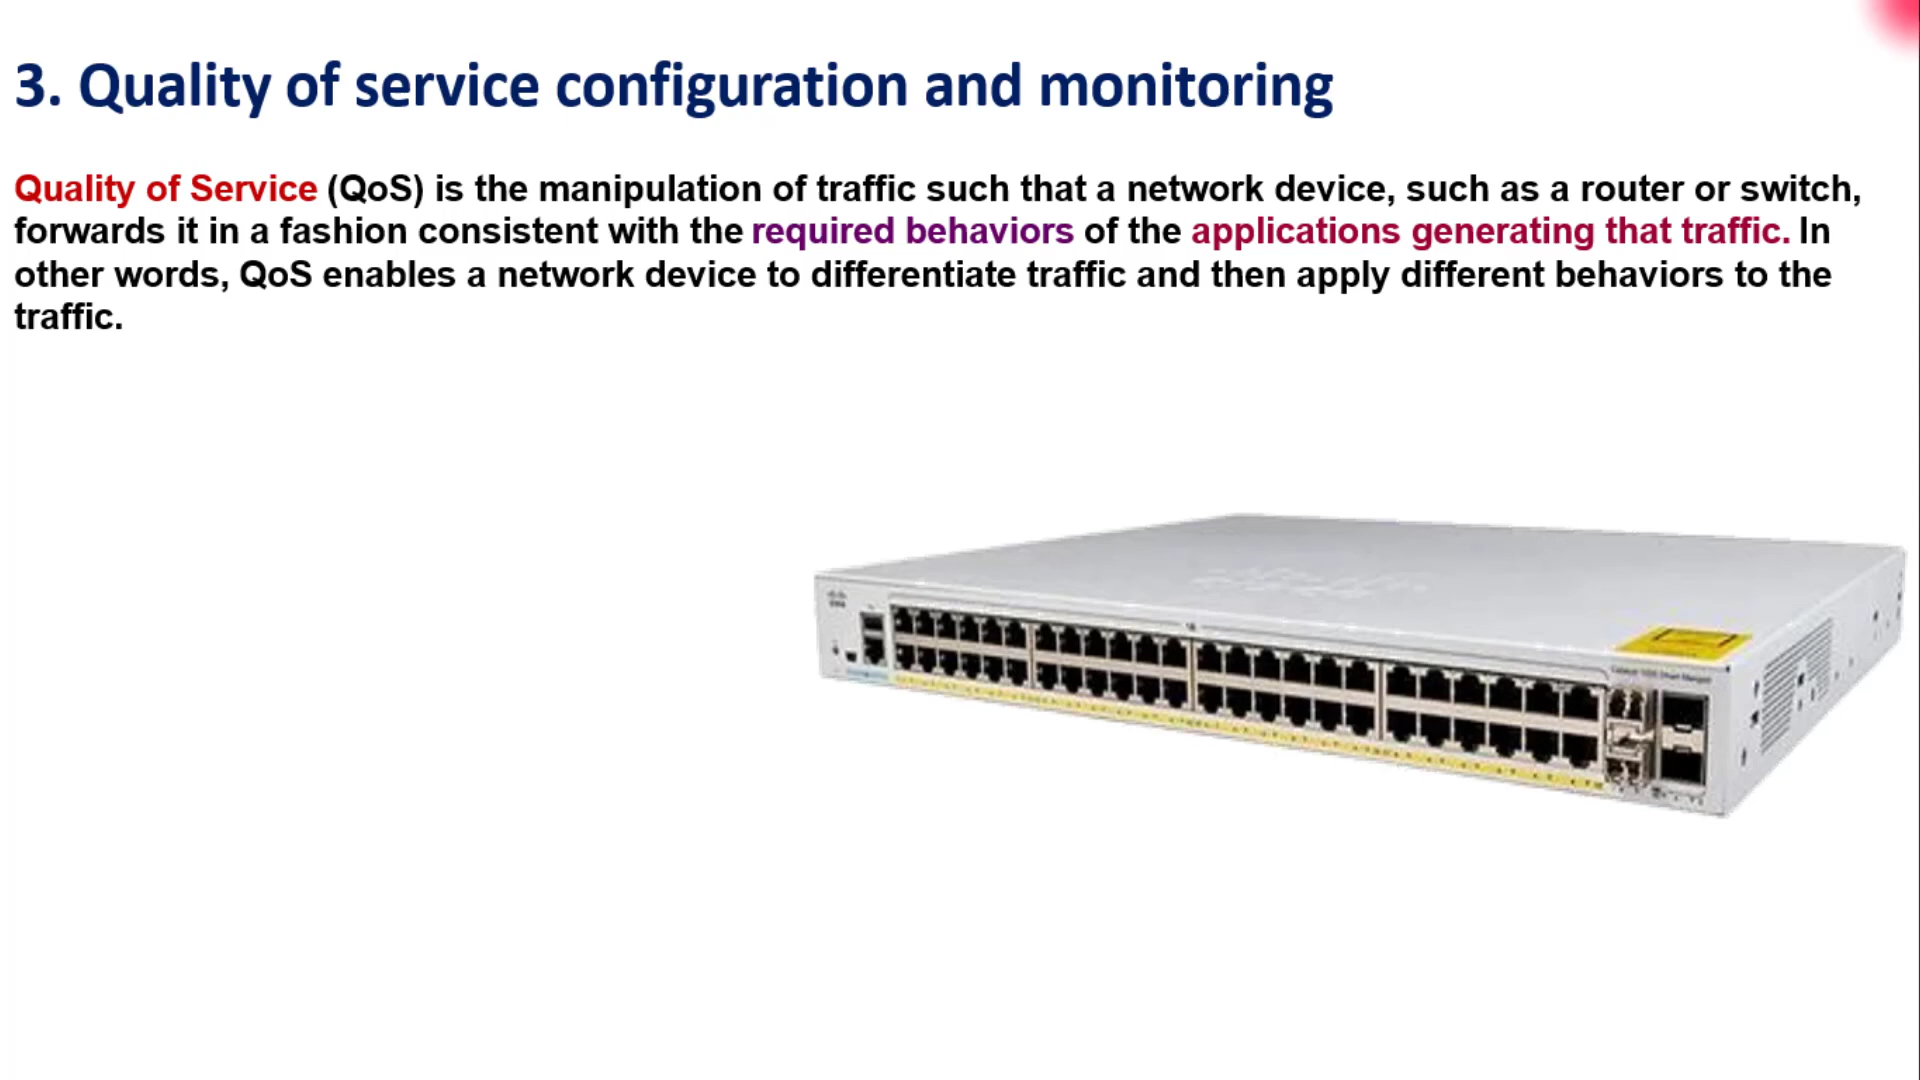 3. Quality of service configuration and monitoring
Quality of Service (QoS) is the manipulation of traffic such that a network device, such as a router or switch,
forwards it in a fashion consistent with the required behaviors of the applications generating that traffic. In
other words, QoS enables a network device to differentiate traffic and then apply different behaviors to the
traffic.